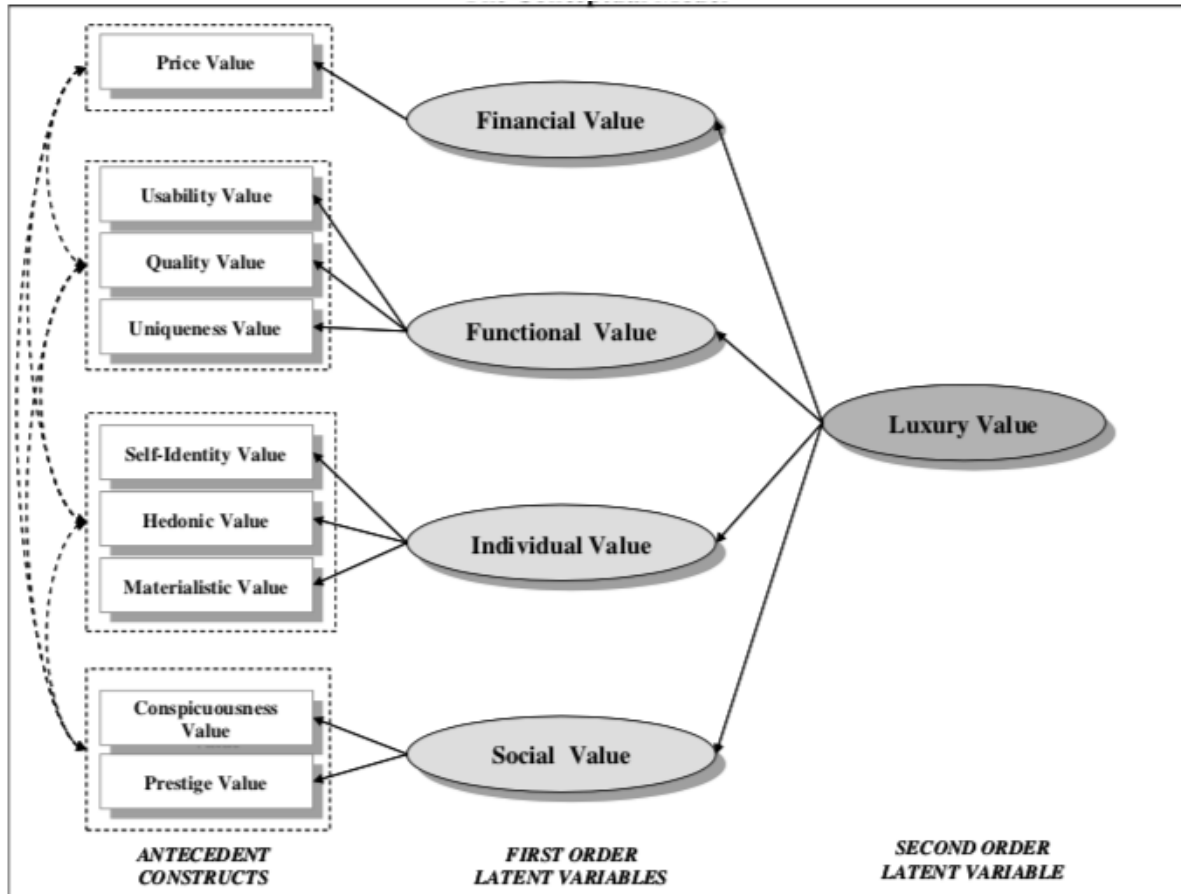 Price Value
Financial Value
Usability Value
Quality Value
Uniqueness Value
Functional Value
Luxury Value
Self-Identity Value
Hedonic Value
Materialistic Value
Individual Value
Conspicuousness
Value
Prestige Value
Social Value
ANTECEDENT
CONSTRUCTS
FIRST ORDER
LATENT VARIABLES
SECOND ORDER
LATENT VARIABLE